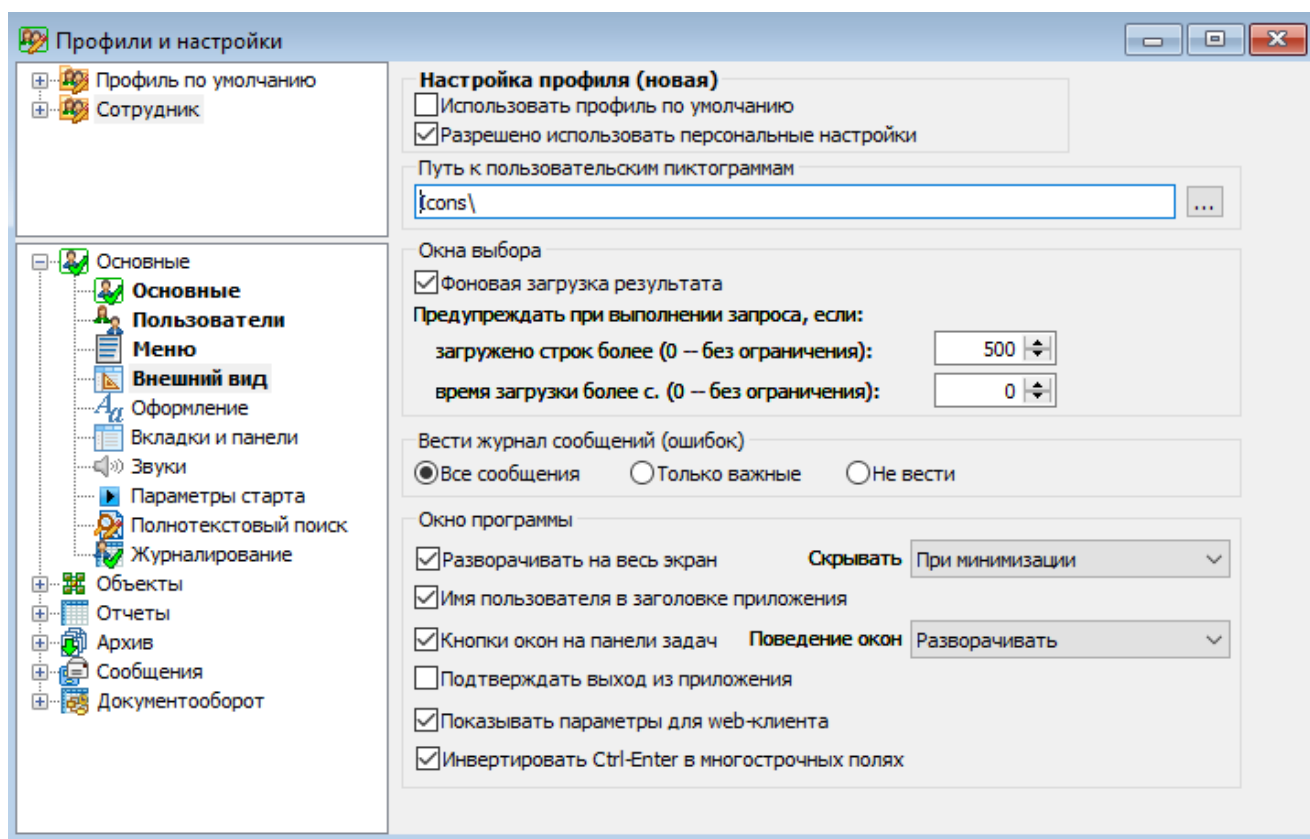 Профили и настройки
Профиль по умолчанию
Сотрудник
Основные
Основные
Пользователи
Меню
Внешний вид
Оформление
Вкладки и панели
Звуки
Параметры старта
Полнотекстовый поиск
Журналирование
Объекты
Отчеты
Архив
Сообщения
Документооборот
Настройка профиля (новая)
Использовать профиль по умолчанию
Разрешено использовать персональные настройки
Путь к пользовательским пиктограммам
Icons\ ...
Окна выбора
Фоновая загрузка результата
Предупреждать при выполнении запроса, если:
загружено строк более (0 -- без ограничения): 500
время загрузки более с. (0 -- без ограничения): 0
Вести журнал сообщений (ошибок)
Все сообщения Только важные Не вести
Окно программы
Разворачивать на весь экран Скрывать При минимизации
Имя пользователя в заголовке приложения
Кнопки окон на панели задач Поведение окон Разворачивать
Подтверждать выход из приложения
Показывать параметры для web-клиента
Инвертировать Ctrl-Enter в многострочных полях